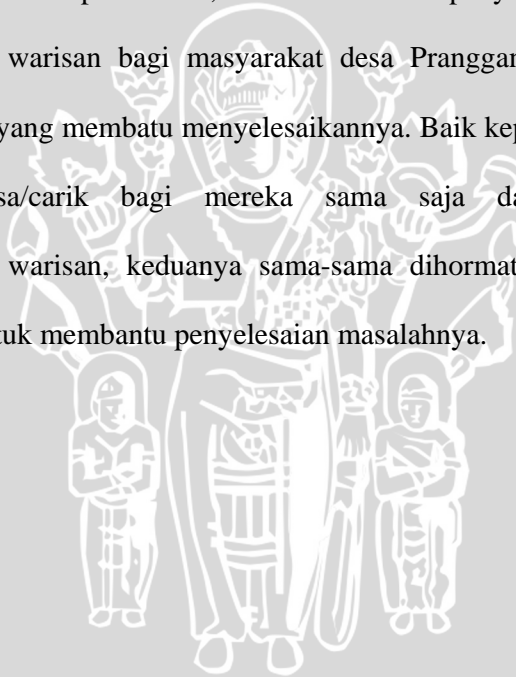 warisan bagi masyarakat desa Pranggan
yang membatu menyelesaikannya. Baik kep
sa/carik bagi mereka sama saja da
warisan, keduanya sama-sama dihormat
tuk membantu penyelesaian masalahnya.